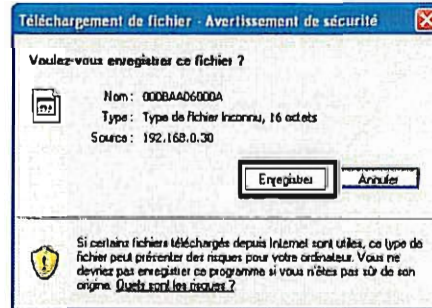 Téléchargement de fichier - Avertissement de sécurité
Voulez-vous enregistrer ce fichier ?
Nom : 000BAA06000A
Type : Type de fichier Inconnu, 16 octets
Source : 192.168.0.30
Enregistrer
Annuler
Si certains fichiers téléchargés depuis Internet sont utiles, ce type de
fichier peut présenter des risques pour votre ordinateur. Vous ne
devriez pas enregistrer ce programme si vous n'êtes pas sûr de son
origine. Quels sont les risques ?